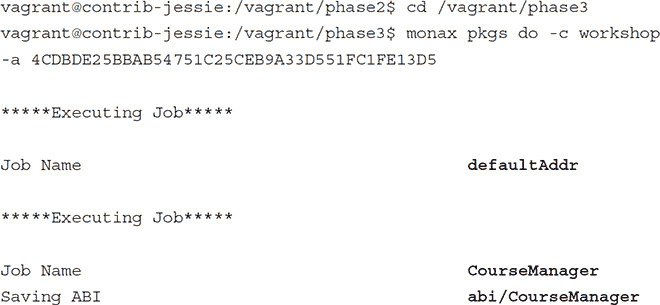 vagrant@contrib-jessie:/vagrant/phase2$ cd /vagrant/phase3
vagrant@contrib-jessie:/vagrant/phase3$ monax pkgs do -c workshop
-a 4CDBDE25BBAB54751C25CEB9A33D551FC1FE13D5
*****Executing Job*****
Job Name defaultAddr
*****Executing Job*****
Job Name CourseManager
Saving ABI abi/CourseManager